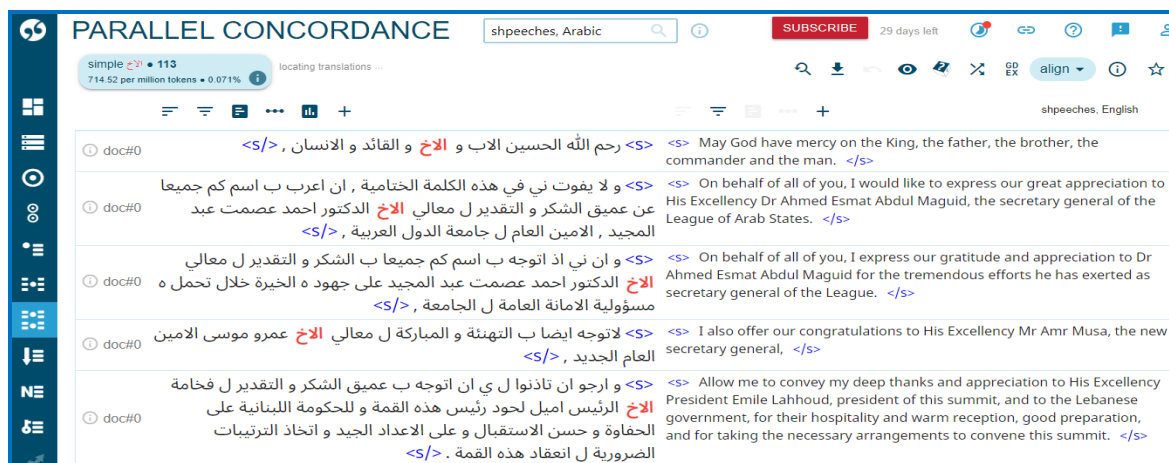 PARALLEL CONCORDANCE
shpeeches, Arabic
SUBSCRIBE
29 days left
simple الاخ • 113
714.52 per million tokens • 0.071%
locating translations ...
GD
EX
align
shpeeches, English
doc#0
<s> رحم الله الحسين الاب و الاخ و القائد و الانسان , </s>
<s> May God have mercy on the King, the father, the brother, the
commander and the man. </s>
doc#0
<s> و لا يفوت ني في هذه الكلمة الختامية , ان اعرب ب اسم كم جميعا
عن عميق الشكر و التقدير ل معالي الاخ الدكتور احمد عصمت عبد
المجيد , الامين العام ل جامعة الدول العربية , </s>
<s> On behalf of all of you, I would like to express our great appreciation to
His Excellency Dr Ahmed Esmat Abdul Maguid, the secretary general of the
League of Arab States. </s>
doc#0
<s> و ان ني اذ اتوجه ب اسم كم جميعا ب الشكر و التقدير ل معالي
الاخ الدكتور احمد عصمت عبد المجيد على جهود ه الخيرة خلال تحمل ه
مسؤولية الامانة العامة ل الجامعة , </s>
<s> On behalf of all of you, I express our gratitude and appreciation to Dr
Ahmed Esmat Abdul Maguid for the tremendous efforts he has exerted as
secretary general of the League. </s>
doc#0
<s> لاتوجه ايضا ب التهنئة و المباركة ل معالي الاخ عمرو موسى الامين
العام الجديد , </s>
<s> I also offer our congratulations to His Excellency Mr Amr Musa, the new
secretary general, </s>
doc#0
<s> و ارجو ان تاذنوا ل ي ان اتوجه ب عميق الشكر و التقدير ل فخامة
الاخ الرئيس اميل لحود رئيس هذه القمة و للحكومة اللبنانية على
الحفاوة و حسن الاستقبال و على الاعداد الجيد و اتخاذ الترتيبات
الضرورية ل انعقاد هذه القمة . </s>
<s> Allow me to convey my deep thanks and appreciation to His Excellency
President Emile Lahhoud, president of this summit, and to the Lebanese
government, for their hospitality and warm reception, good preparation,
and for taking the necessary arrangements to convene this summit. </s>